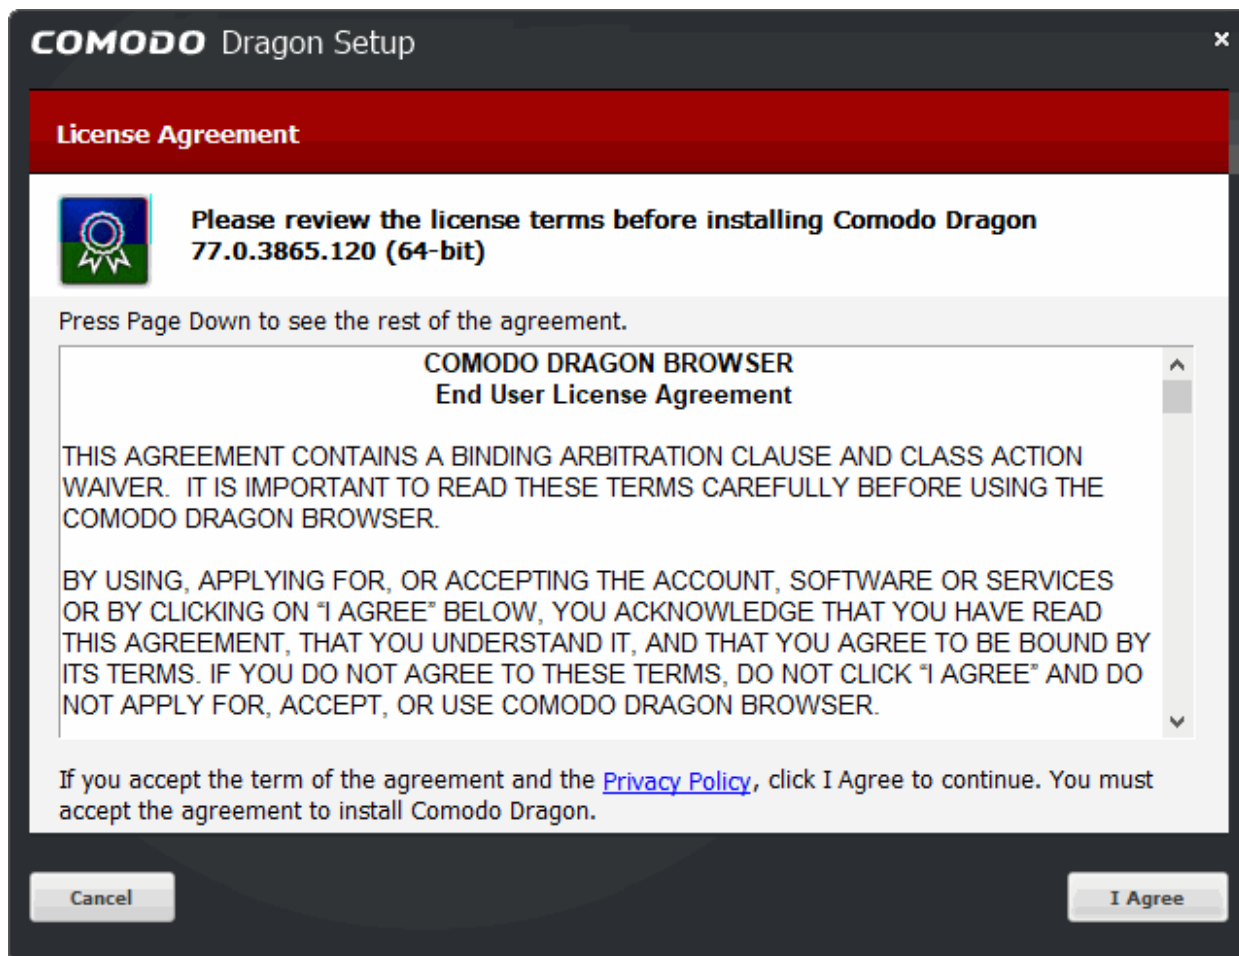 COMODO Dragon Setup
License Agreement
Please review the license terms before installing Comodo Dragon
77.0.3865.120 (64-bit)
Press Page Down to see the rest of the agreement.
COMODO DRAGON BROWSER
End User License Agreement
THIS AGREEMENT CONTAINS A BINDING ARBITRATION CLAUSE AND CLASS ACTION
WAIVER.  IT IS IMPORTANT TO READ THESE TERMS CAREFULLY BEFORE USING THE
COMODO DRAGON BROWSER.
BY USING, APPLYING FOR, OR ACCEPTING THE ACCOUNT, SOFTWARE OR SERVICES
OR BY CLICKING ON “I AGREE” BELOW, YOU ACKNOWLEDGE THAT YOU HAVE READ
THIS AGREEMENT, THAT YOU UNDERSTAND IT, AND THAT YOU AGREE TO BE BOUND BY
ITS TERMS. IF YOU DO NOT AGREE TO THESE TERMS, DO NOT CLICK “I AGREE” AND DO
NOT APPLY FOR, ACCEPT, OR USE COMODO DRAGON BROWSER.
If you accept the term of the agreement and the Privacy Policy, click I Agree to continue. You must
accept the agreement to install Comodo Dragon.
Cancel
I Agree